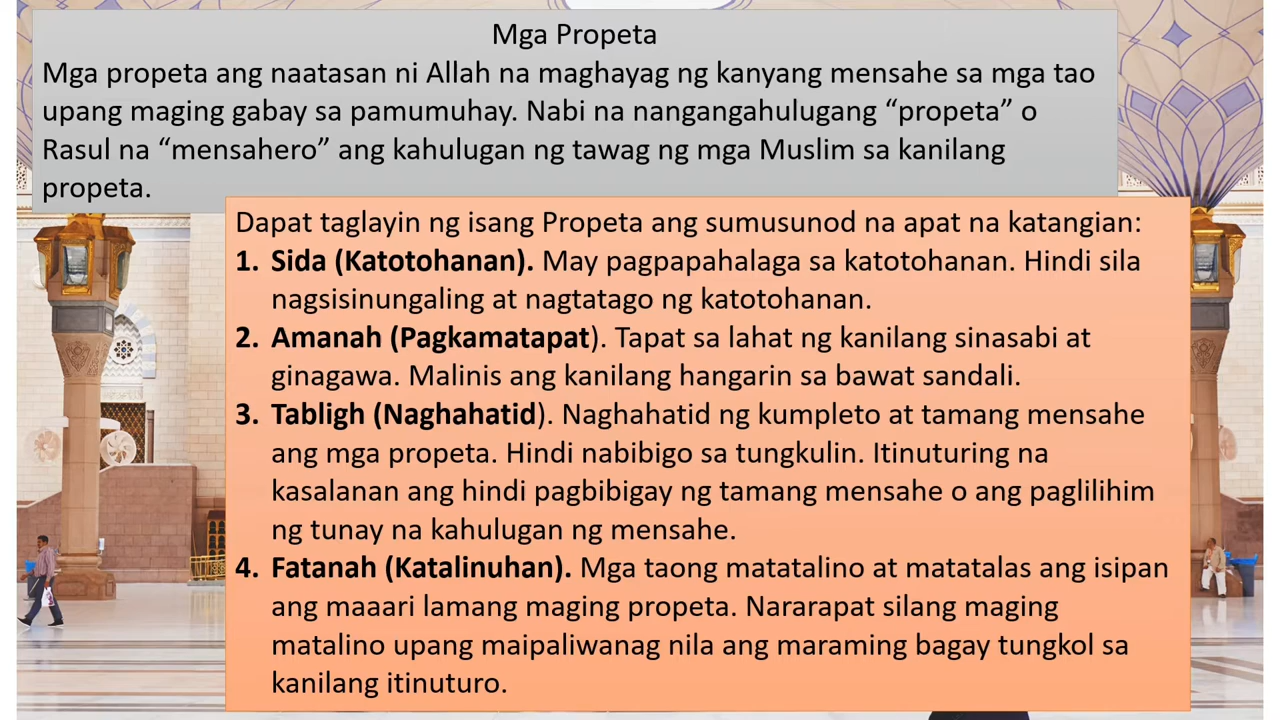 Mga Propeta
Mga propeta ang naatasan ni Allah na maghayag ng kanyang mensahe sa mga tao
upang maging gabay sa pamumuhay. Nabi na nangangahulugang “propeta” o
Rasul na “mensahero” ang kahulugan ng tawag ng mga Muslim sa kanilang
propeta.
Dapat taglayin ng isang Propeta ang sumusunod na apat na katangian:
1. Sida (Katotohanan). May pagpapahalaga sa katotohanan. Hindi sila
nagsisinungaling at nagtatago ng katotohanan.
2. Amanah (Pagkamatapat). Tapat sa lahat ng kanilang sinasabi at
ginagawa. Malinis ang kanilang hangarin sa bawat sandali.
3. Tabligh (Naghahatid). Naghahatid ng kumpleto at tamang mensahe
ang mga propeta. Hindi nabibigo sa tungkulin. Itinuturing na
kasalanan ang hindi pagbibigay ng tamang mensahe o ang paglilihim
ng tunay na kahulugan ng mensahe.
4. Fatanah (Katalinuhan). Mga taong matatalino at matatalas ang isipan
ang maaari lamang maging propeta. Nararapat silang maging
matalino upang maipaliwanag nila ang maraming bagay tungkol sa
kanilang itinuturo.